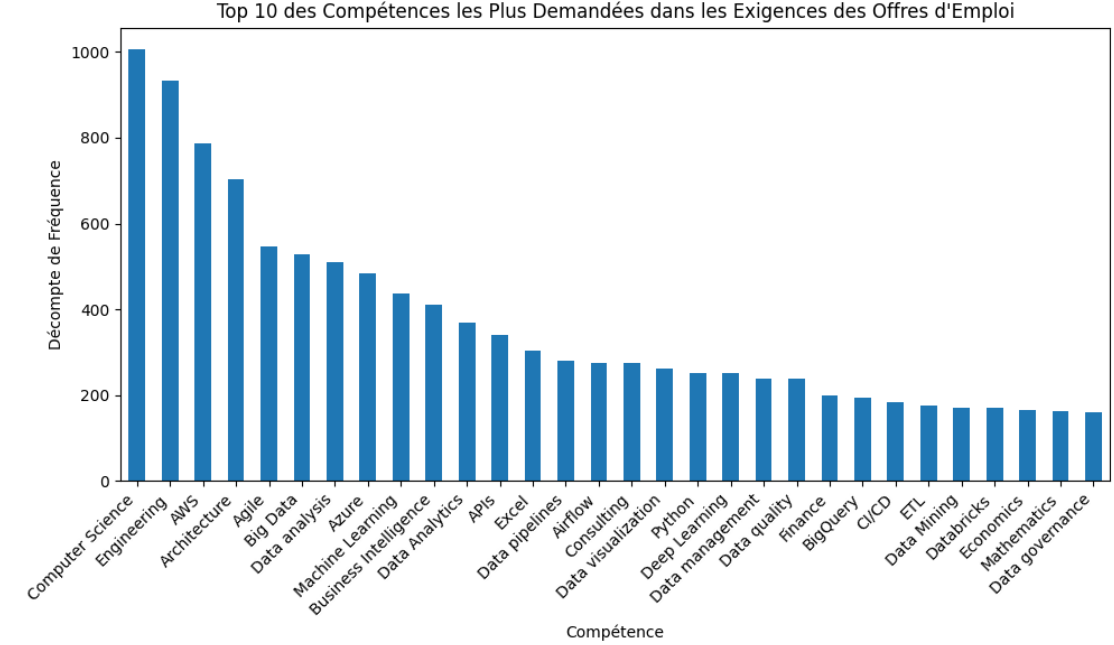 Top 10 des Compétences les Plus Demandées dans les Exigences des Offres d'Emploi
Décompte de Fréquence
1000
800
600
400
200
0
Computer Science
Engineering
AWS
Architecture
Agile
Big Data
Data analysis
Azure
Machine Learning
Business Intelligence
Data Analytics
APIs
Excel
Data pipelines
Airflow
Consulting
Data visualization
Python
Deep Learning
Data management
Data quality
Finance
BigQuery
CI/CD
ETL
Data Mining
Databricks
Economics
Mathematics
Data governance
Compétence